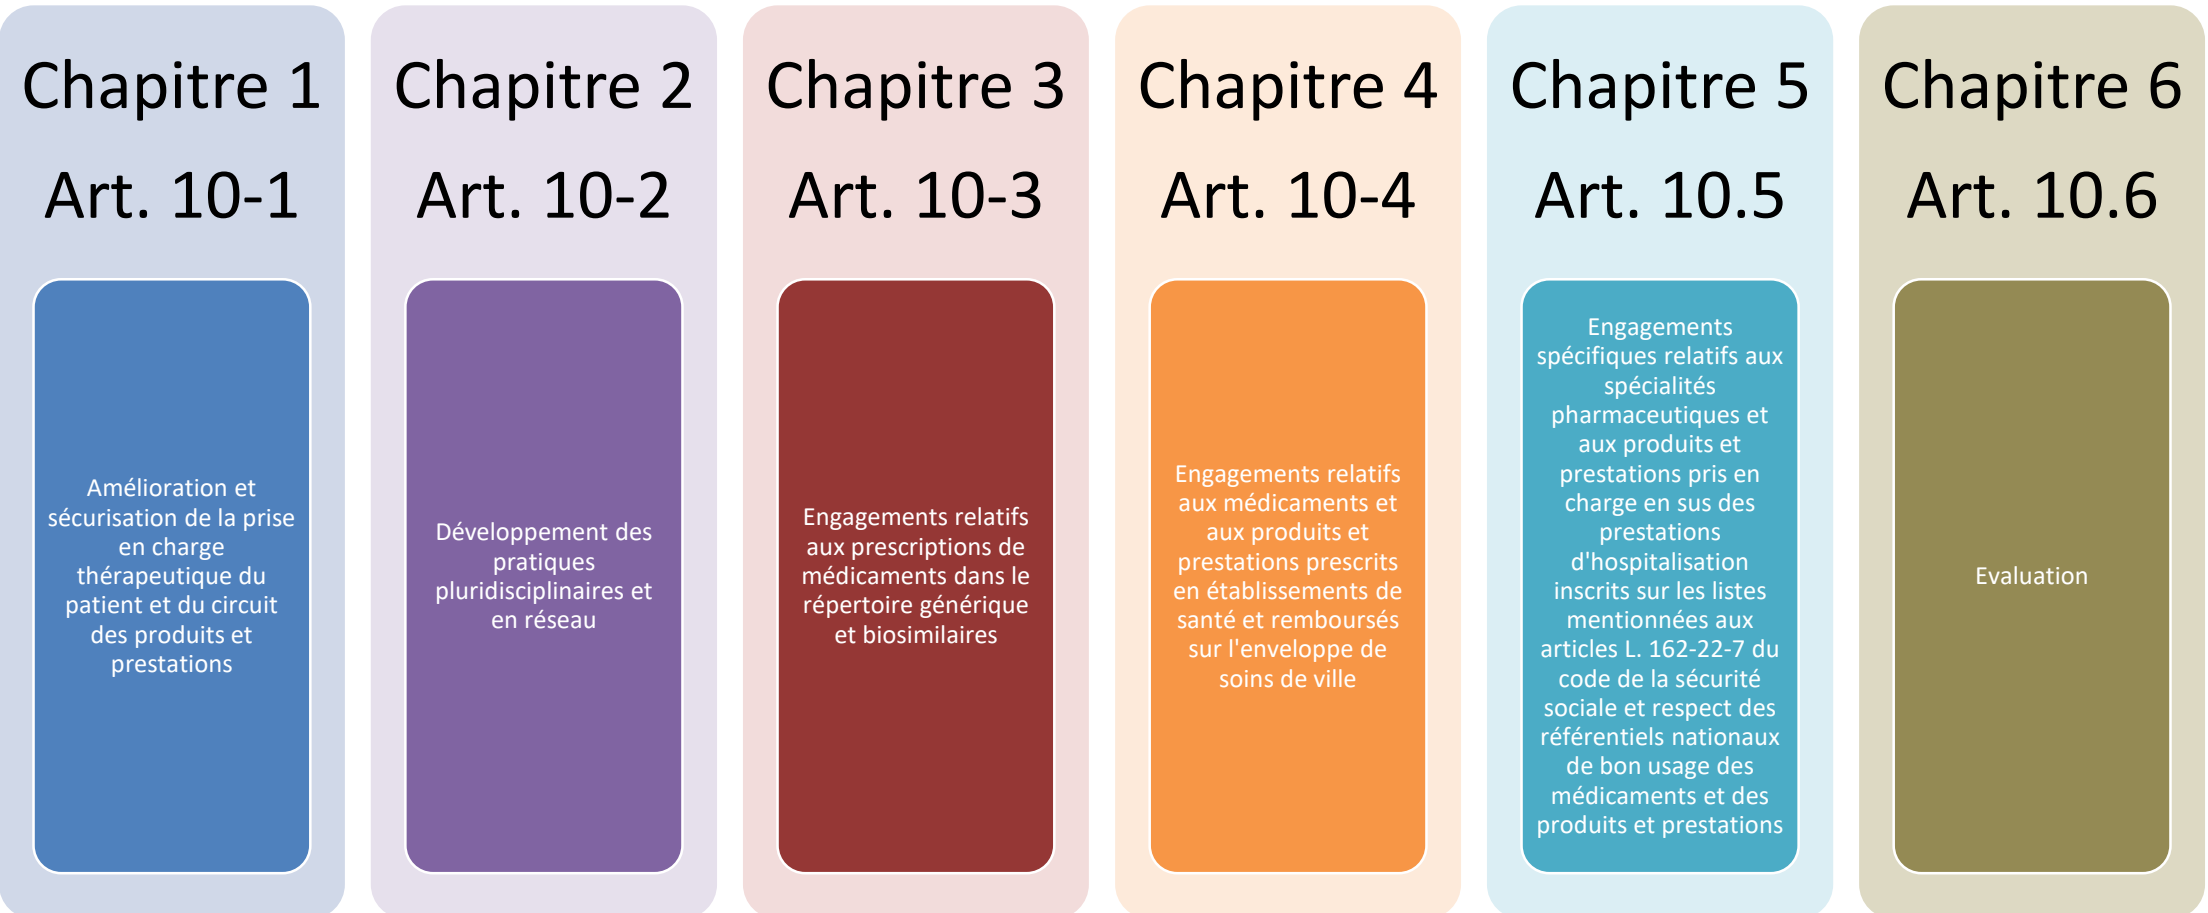 Chapitre 1
Art. 10-1
Amélioration et
sécurisation de la prise
en charge
thérapeutique du
patient et du circuit
des produits et
prestations
Chapitre 2
Art. 10-2
Développement des
pratiques
pluridisciplinaires et
en réseau
Chapitre 3
Art. 10-3
Engagements relatifs
aux prescriptions de
médicaments dans le
répertoire générique
et biosimilaires
Chapitre 4
Art. 10-4
Engagements relatifs
aux médicaments et
aux produits et
prestations prescrits
en établissements de
santé et remboursés
sur l'enveloppe de
soins de ville
Chapitre 5
Art. 10.5
Engagements
spécifiques relatifs aux
spécialités
pharmaceutiques et
aux produits et
prestations pris en
charge en sus des
prestations
d'hospitalisation
inscrits sur les listes
mentionnées aux
articles L. 162-22-7 du
code de la sécurité
sociale et respect des
référentiels nationaux
de bon usage des
médicaments et des
produits et prestations
Chapitre 6
Art. 10.6
Evaluation